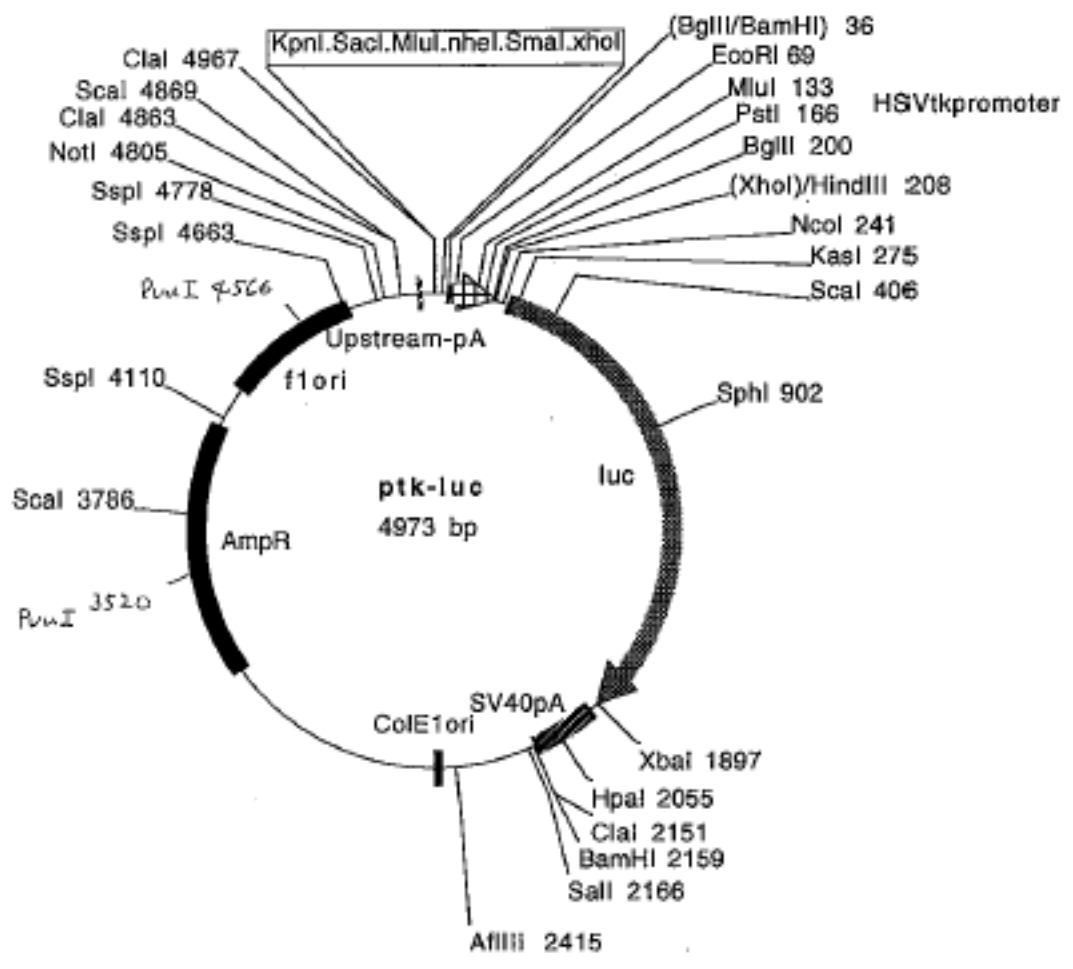 KpnI.SacI.MluI.nheI.SmaI.xhoI
(BglII/BamHI) 36
ClaI 4967
EcoRI 69
ScaI 4869
MluI 133
HSVtkpromoter
ClaI 4863
PstI 166
NotI 4805
BglII 200
SspI 4778
(XhoI)/HindIII 208
SspI 4663
NcoI 241
KasI 275
PvuI 4566
ScaI 406
Upstream-pA
f1ori
SspI 4110
SphI 902
luc
ptk-luc
4973 bp
ScaI 3786
AmpR
PvuI 3520
SV40pA
ColE1ori
XbaI 1897
HpaI 2055
ClaI 2151
BamHI 2159
SalI 2166
AflIii 2415